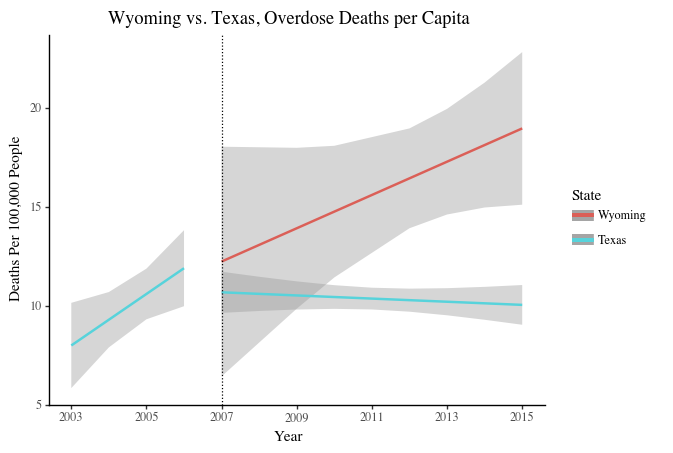 Wyoming vs. Texas, Overdose Deaths per Capita
Deaths Per 100,000 People
20
15
10
5
2003 2005 2007 2009 2011 2013 2015
Year
State
Wyoming
Texas